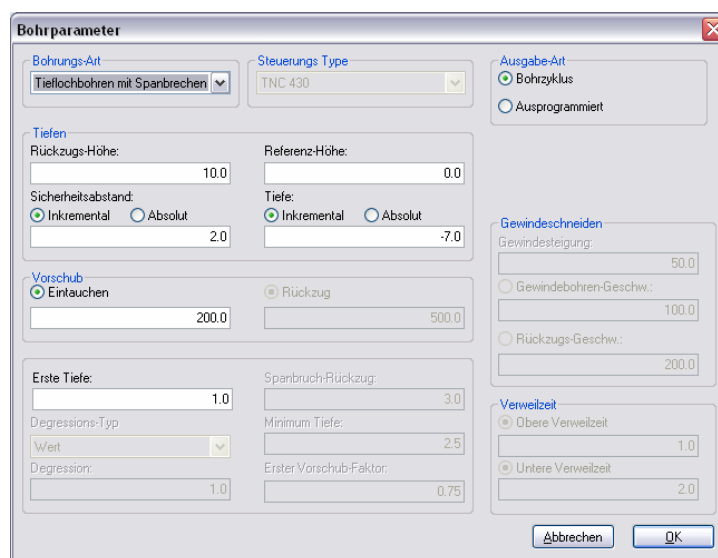 Bohrparameter
Bohrungs-Art
Tieflochbohren mit Spanbrechen
Steuerungs Type
TNC 430
Ausgabe-Art
Bohrzyklus
Ausprogrammiert
Tiefen
Rückzugs-Höhe:
10.0
Referenz-Höhe:
0.0
Sicherheitsabstand:
Inkremental Absolut
2.0
Tiefe:
Inkremental Absolut
-7.0
Vorschub
Eintauchen
200.0
Rückzug
500.0
Erste Tiefe:
1.0
Spanbruch-Rückzug:
3.0
Degressions-Typ
Wert
Minimum Tiefe:
2.5
Degression:
1.0
Erster Vorschub-Faktor:
0.75
Gewindeschneiden
Gewindesteigung:
50.0
Gewindebohren-Geschw.:
100.0
Rückzugs-Geschw.:
200.0
Verweilzeit
Obere Verweilzeit
1.0
Untere Verweilzeit
2.0
Abbrechen
OK